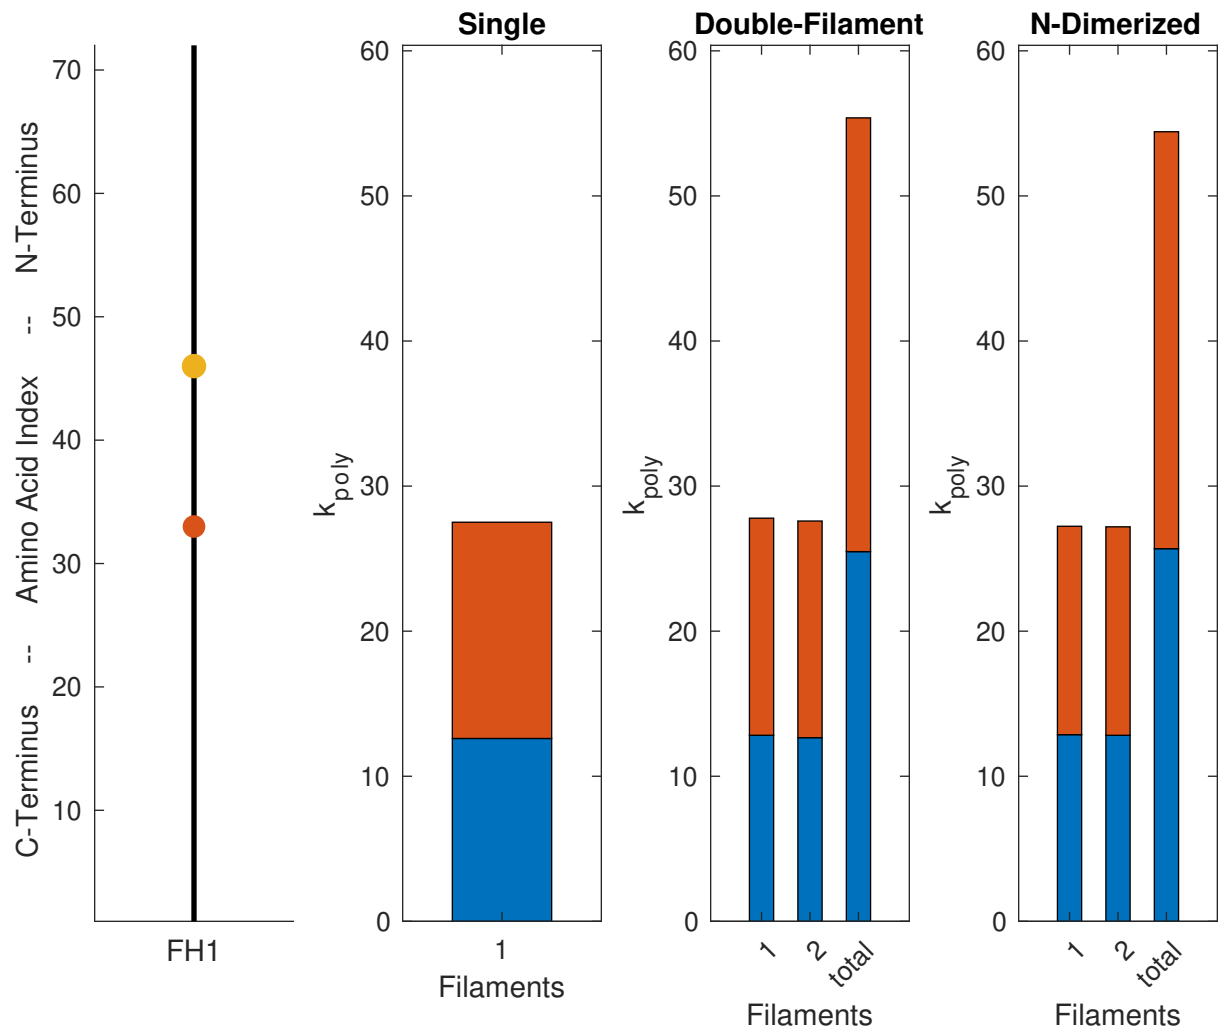 Single
Double-Filament
N-Dimerized
C-Terminus -- Amino Acid Index -- N-Terminus
70
60
50
40
30
20
10
FH1
k_poly
60
50
40
30
20
10
0
1
Filaments
k_poly
60
50
40
30
20
10
0
1
2
total
Filaments
k_poly
60
50
40
30
20
10
0
1
2
total
Filaments